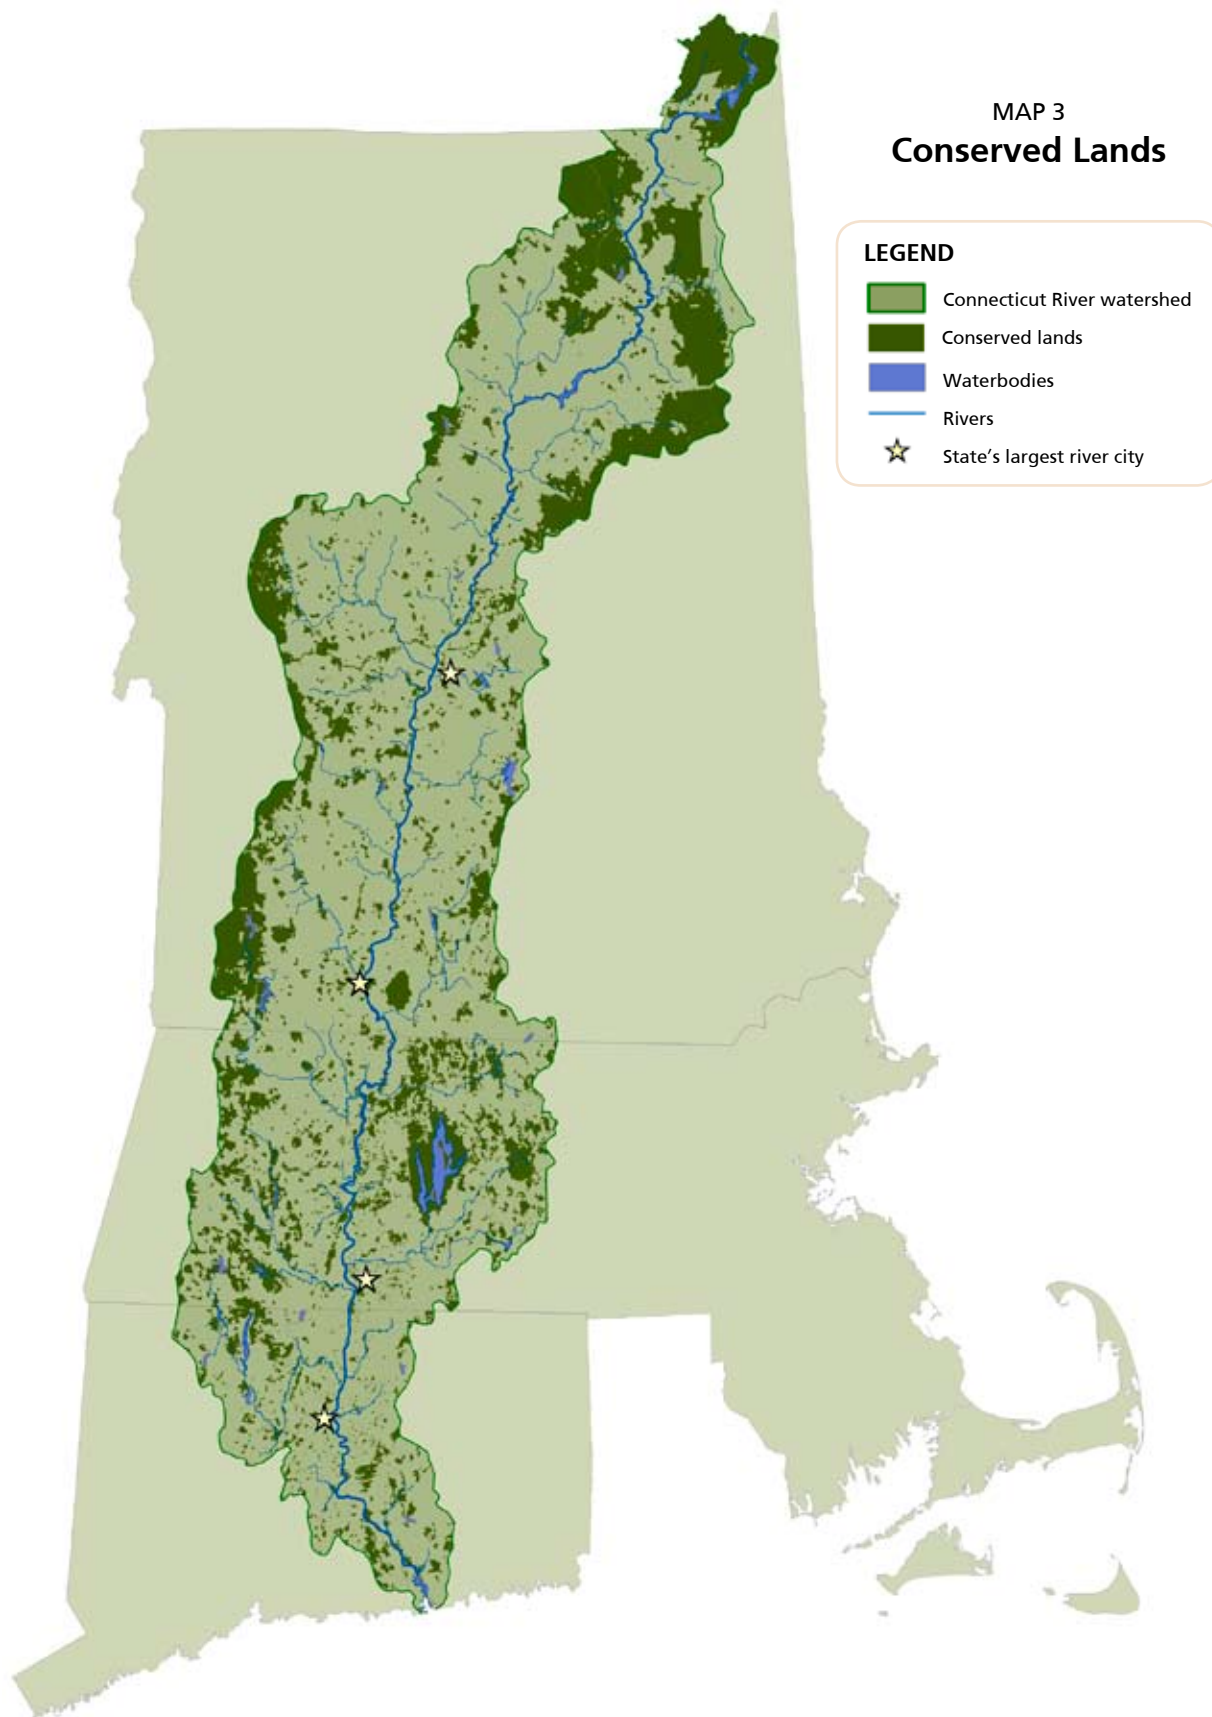 MAP 3
Conserved Lands
LEGEND
Connecticut River watershed
Conserved lands
Waterbodies
Rivers
State's largest river city